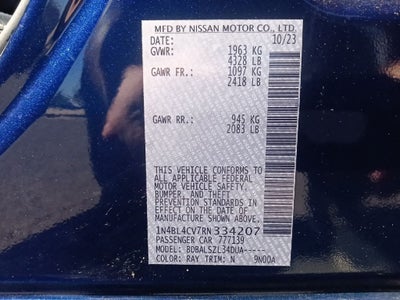 MFD BY NISSAN MOTOR CO., LTD.
DATE: 10/23
GVWR: 1963 KG
4328 LB
GAWR FR.: 1097 KG
2418 LB
GAWR RR.: 945 KG
2083 LB
THIS VEHICLE CONFORMS TO
ALL APPLICABLE FEDERAL
MOTOR VEHICLE SAFETY,
BUMPER, AND THEFT
PREVENTION STANDARDS IN
EFFECT ON THE DATE OF
MANUFACTURE SHOWN ABOVE.
1N4BL4CV7RN334207
PASSENGER CAR 777139
MODEL: BDBALSZL34DUA-----
COLOR: RAY TRIM: N 9N00A